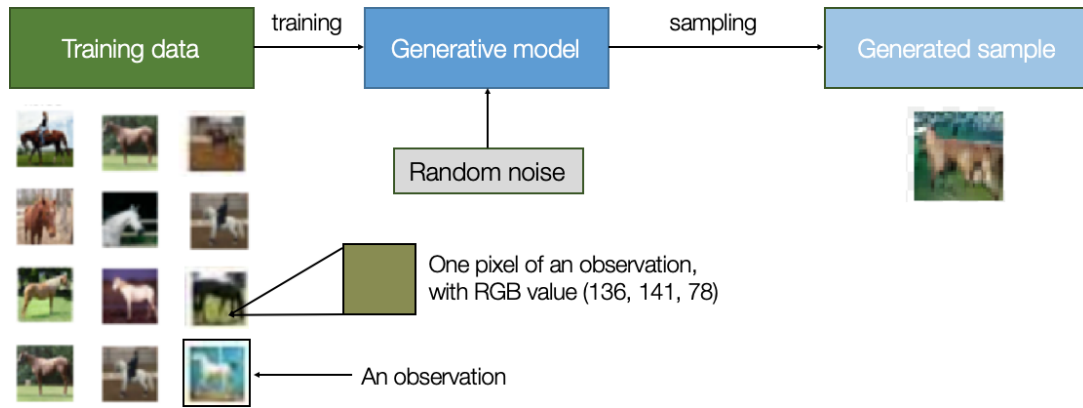 Training data
training
Generative model
sampling
Generated sample
Random noise
One pixel of an observation,
with RGB value (136, 141, 78)
An observation